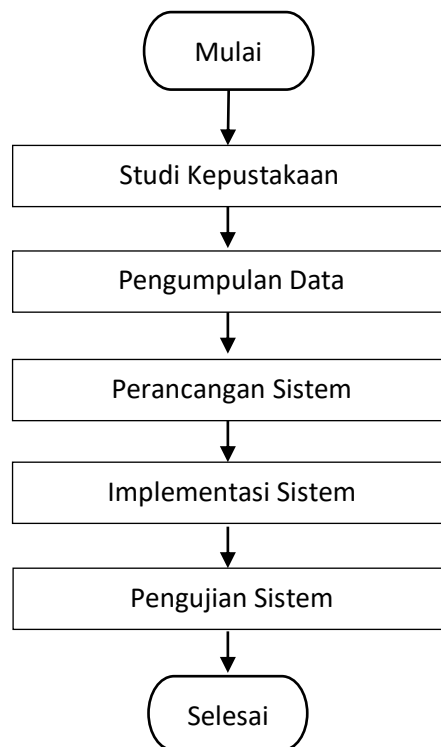 Mulai
Studi Kepustakaan
Pengumpulan Data
Perancangan Sistem
Implementasi Sistem
Pengujian Sistem
Selesai